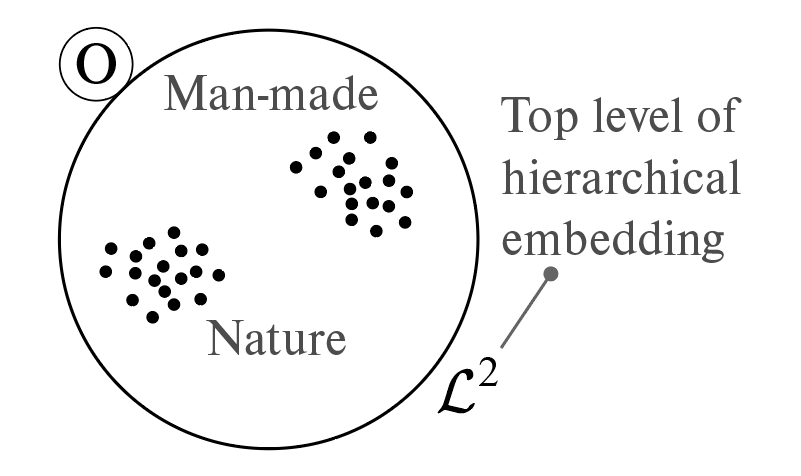 O
Man-made
Top level of
hierarchical
embedding
Nature
ℒ²